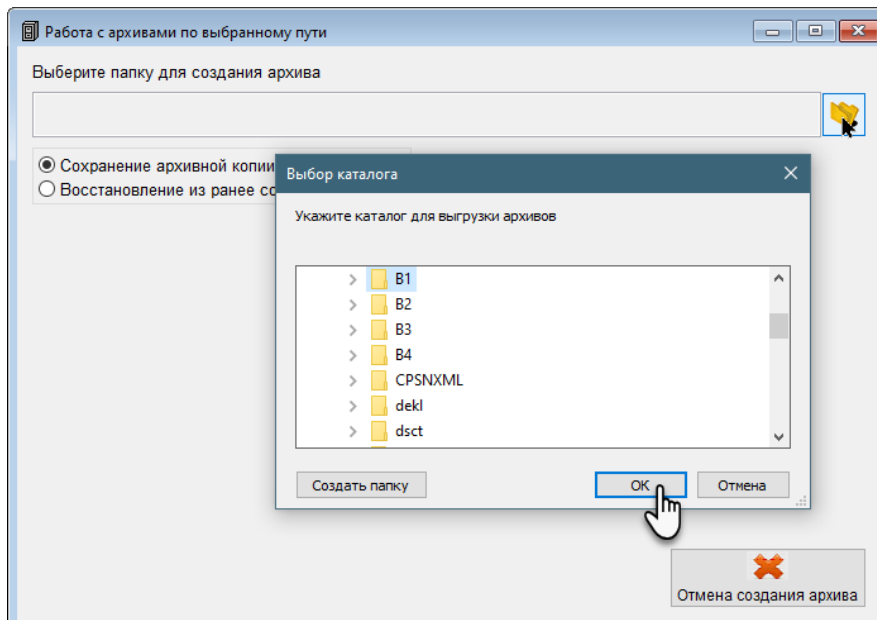 Работа с архивами по выбранному пути
Выберите папку для создания архива
Сохранение архивной копии
Восстановление из ранее со
Выбор каталога
Укажите каталог для выгрузки архивов
B1
B2
B3
B4
CPSNXML
dekl
dsct
Создать папку
OK
Отмена
Отмена создания архива